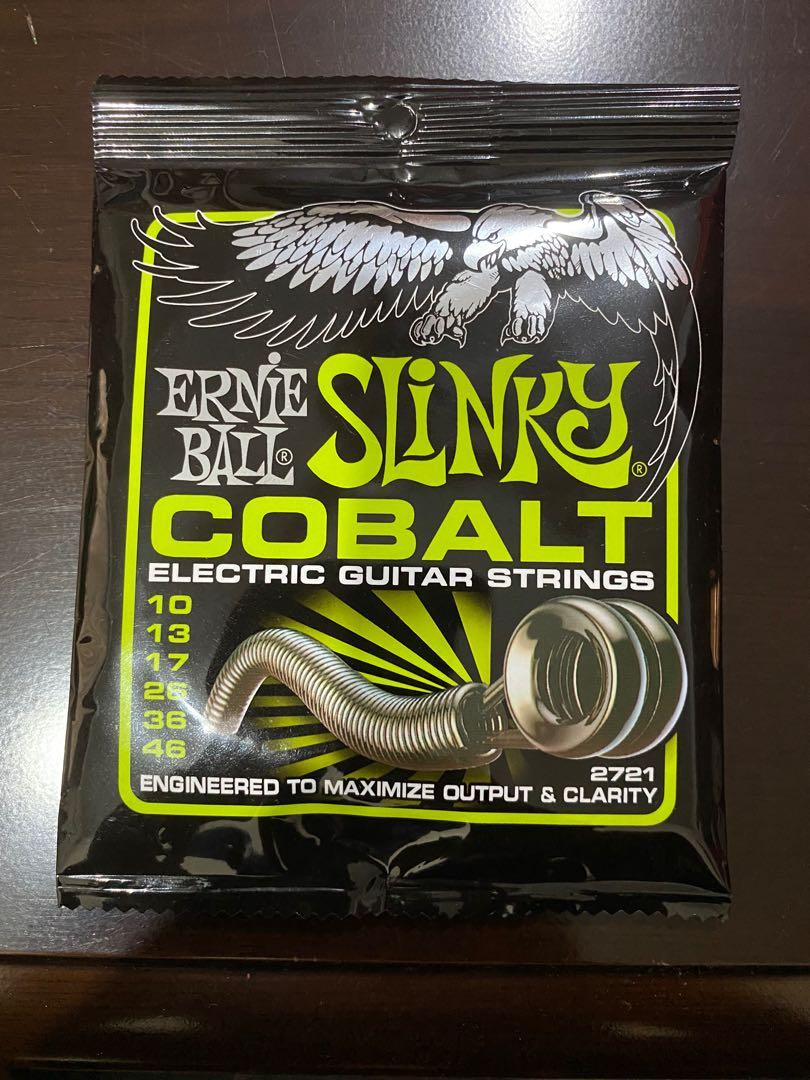 ERNIE BALL® SLINKY®
COBALT
ELECTRIC GUITAR STRINGS
10
13
17
26
36
46
2721
ENGINEERED TO MAXIMIZE OUTPUT & CLARITY